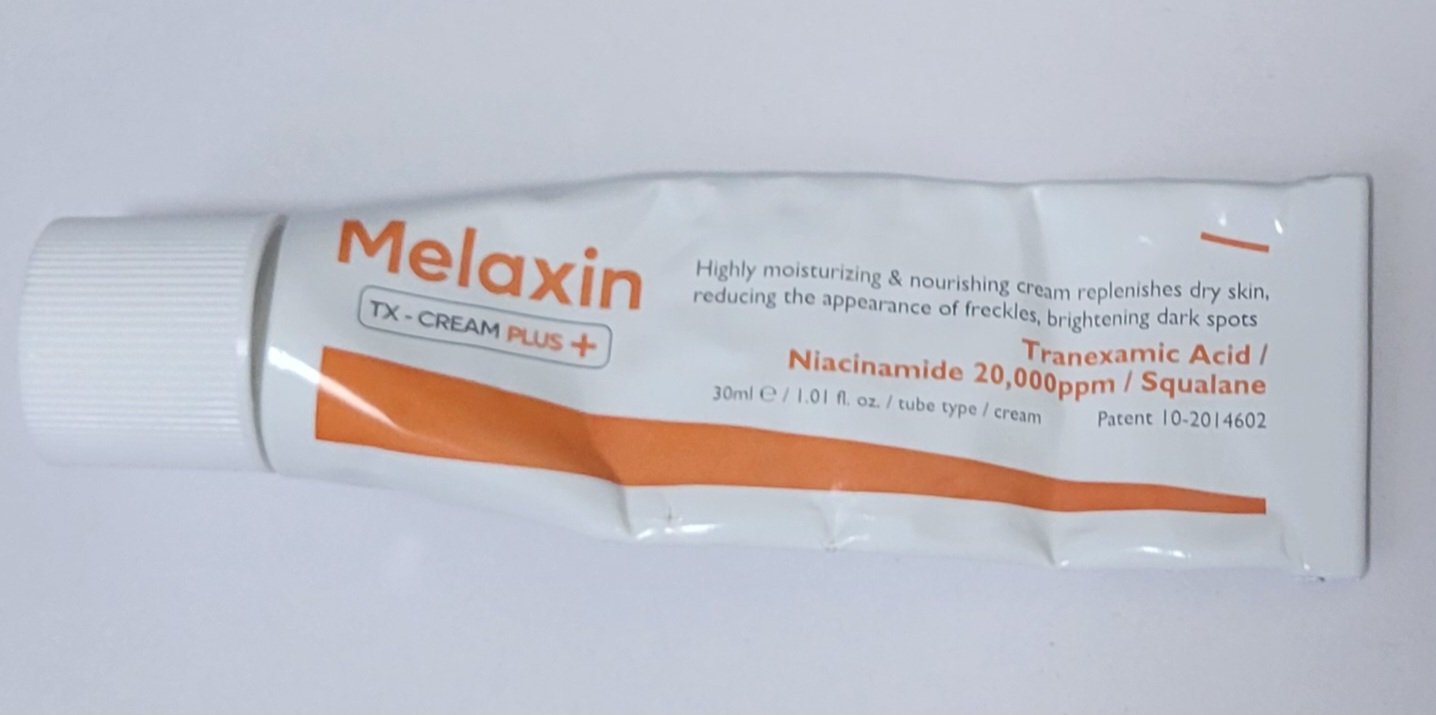 Melaxin
TX - CREAM PLUS +
Highly moisturizing & nourishing cream replenishes dry skin,
reducing the appearance of freckles, brightening dark spots
Tranexamic Acid /
Niacinamide 20,000ppm / Squalane
30ml ℮ / 1.01 fl. oz. / tube type / cream Patent 10-2014602